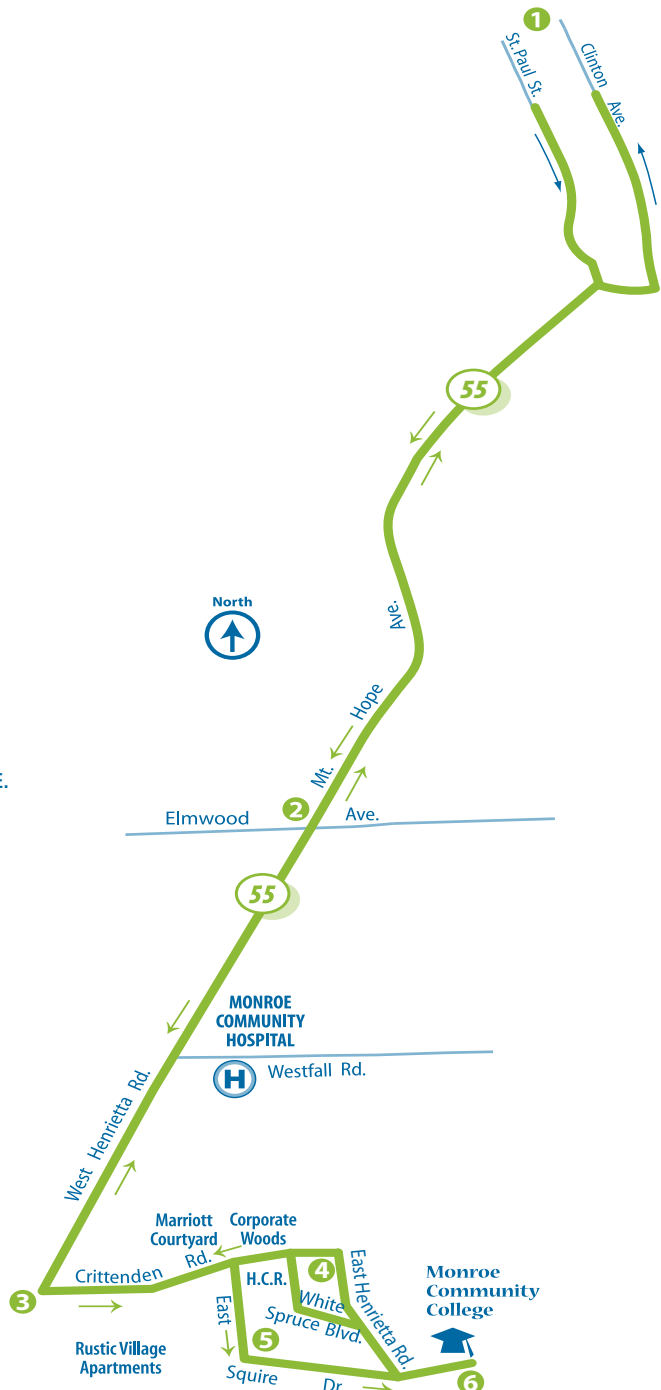 1
St. Paul St.
Clinton Ave.
55
Ave.
North
Hope
Mt.
E.
2
Elmwood Ave.
55
MONROE
COMMUNITY
HOSPITAL
H
Westfall Rd.
West Henrietta Rd.
Marriott
Courtyard
Corporate
Woods
Crittenden Rd.
3
H.C.R.
4
East Henrietta Rd.
White
Spruce Blvd.
Monroe
Community
College
East
5
Squire Dr.
Rustic Village
Apartments
6